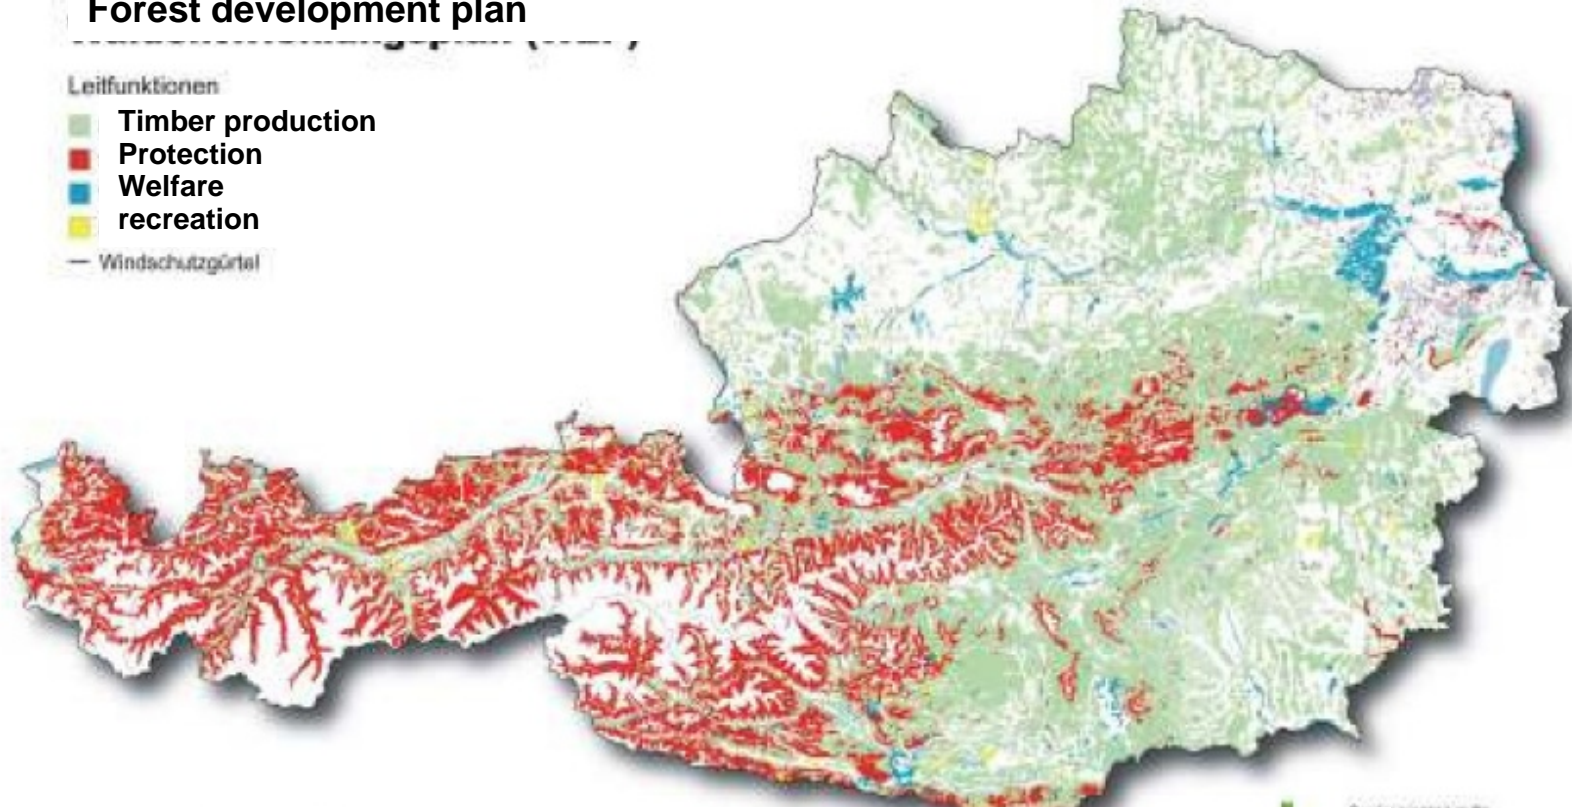 Forest development plan
Leitfunktionen
Timber production
Protection
Welfare
recreation
Windschutzgürtel